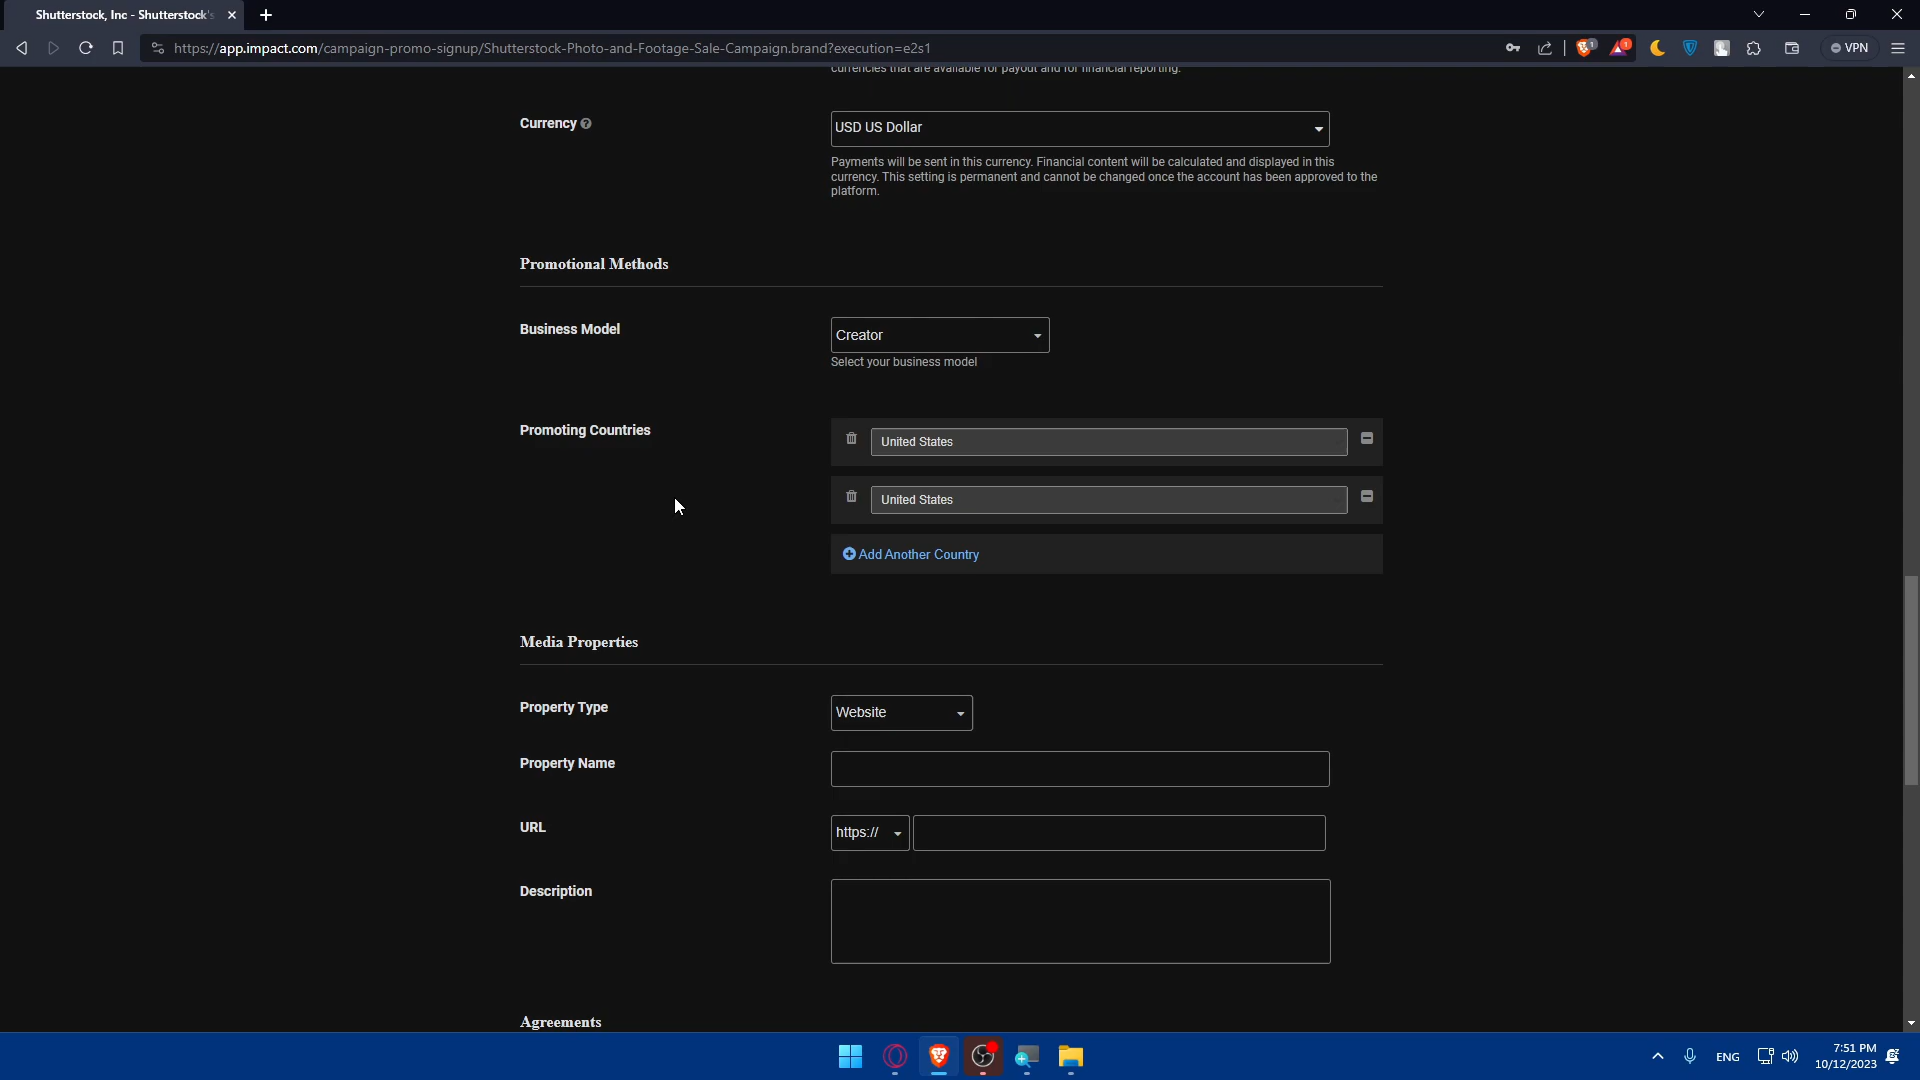 Shutterstock, Inc - Shutterstock's
https://app.impact.com/campaign-promo-signup/Shutterstock-Photo-and-Footage-Sale-Campaign.brand?execution=e2s1
1
1
VPN
currencies that are available for payout and for financial reporting.
Currency
USD US Dollar
Payments will be sent in this currency. Financial content will be calculated and displayed in this
currency. This setting is permanent and cannot be changed once the account has been approved to the
platform.
Promotional Methods
Business Model
Creator
Select your business model
Promoting Countries
United States
United States
Add Another Country
Media Properties
Property Type
Website
Property Name
URL
https://
Description
Agreements
ENG
7:51 PM
10/12/2023